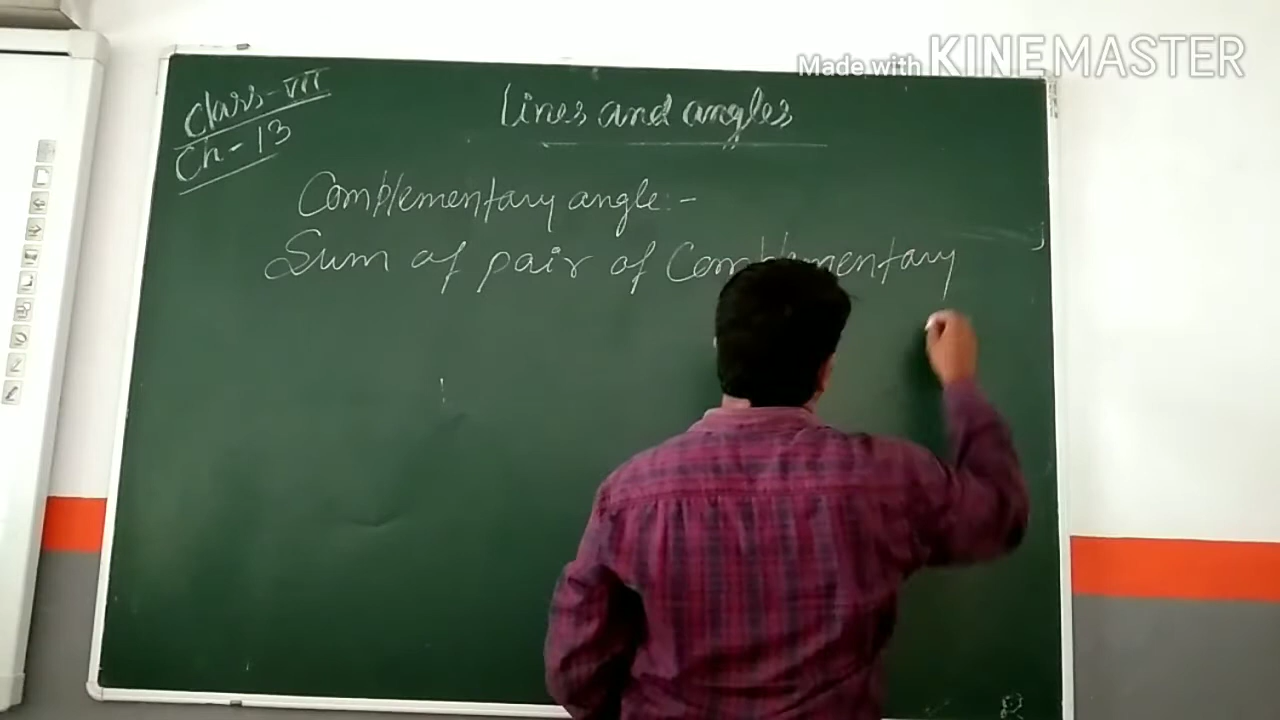 Made with KINEMASTER
Class-VII
Ch-13
Lines and angles
Complementary angle:-
Sum of pair of Complementary